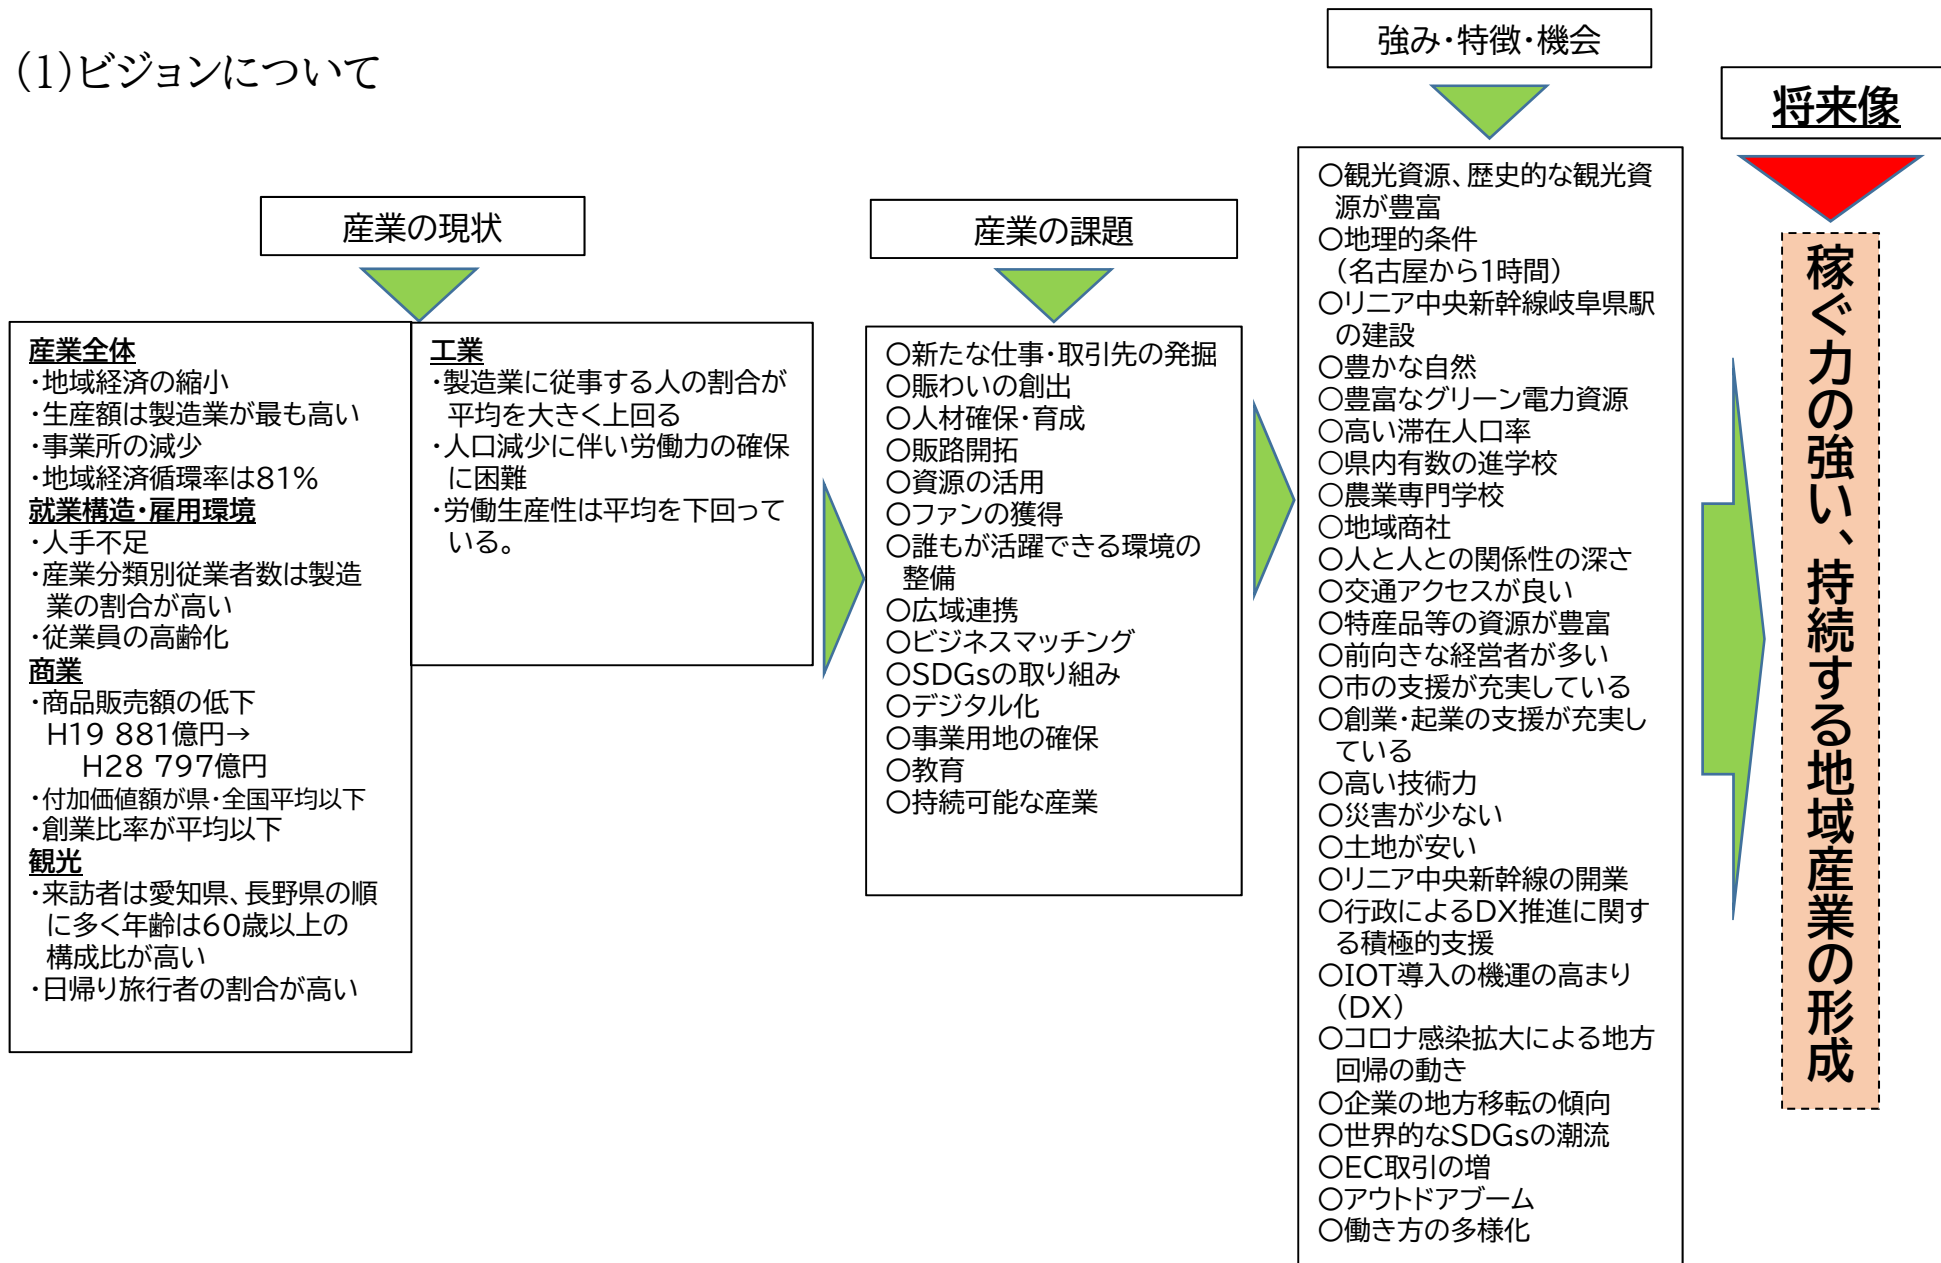 (1)ビジョンについて
産業の現状
産業全体
・地域経済の縮小
・生産額は製造業が最も高い
・事業所の減少
・地域経済循環率は81%
就業構造・雇用環境
・人手不足
・産業分類別従業者数は製造
業の割合が高い
・従業員の高齢化
商業
・商品販売額の低下
H19 881億円→
H28 797億円
・付加価値額が県・全国平均以下
・創業比率が平均以下
観光
・来訪者は愛知県、長野県の順
に多く年齢は60歳以上の
構成比が高い
・日帰り旅行者の割合が高い
工業
・製造業に従事する人の割合が
平均を大きく上回る
・人口減少に伴い労働力の確保
に困難
・労働生産性は平均を下回って
いる。
産業の課題
○新たな仕事・取引先の発掘
○賑わいの創出
○人材確保・育成
○販路開拓
○資源の活用
○ファンの獲得
○誰もが活躍できる環境の
整備
○広域連携
○ビジネスマッチング
○SDGsの取り組み
○デジタル化
○事業用地の確保
○教育
○持続可能な産業
強み・特徴・機会
○観光資源、歴史的な観光資
源が豊富
○地理的条件
(名古屋から1時間)
○リニア中央新幹線岐阜県駅
の建設
○豊かな自然
○豊富なグリーン電力資源
○高い滞在人口率
○県内有数の進学校
○農業専門学校
○地域商社
○人と人との関係性の深さ
○交通アクセスが良い
○特産品等の資源が豊富
○前向きな経営者が多い
○市の支援が充実している
○創業・起業の支援が充実し
ている
○高い技術力
○災害が少ない
○土地が安い
○リニア中央新幹線の開業
○行政によるDX推進に関す
る積極的支援
○IOT導入の機運の高まり
(DX)
○コロナ感染拡大による地方
回帰の動き
○企業の地方移転の傾向
○世界的なSDGsの潮流
○EC取引の増
○アウトドアブーム
○働き方の多様化
将来像
稼ぐ力の強い、持続する地域産業の形成